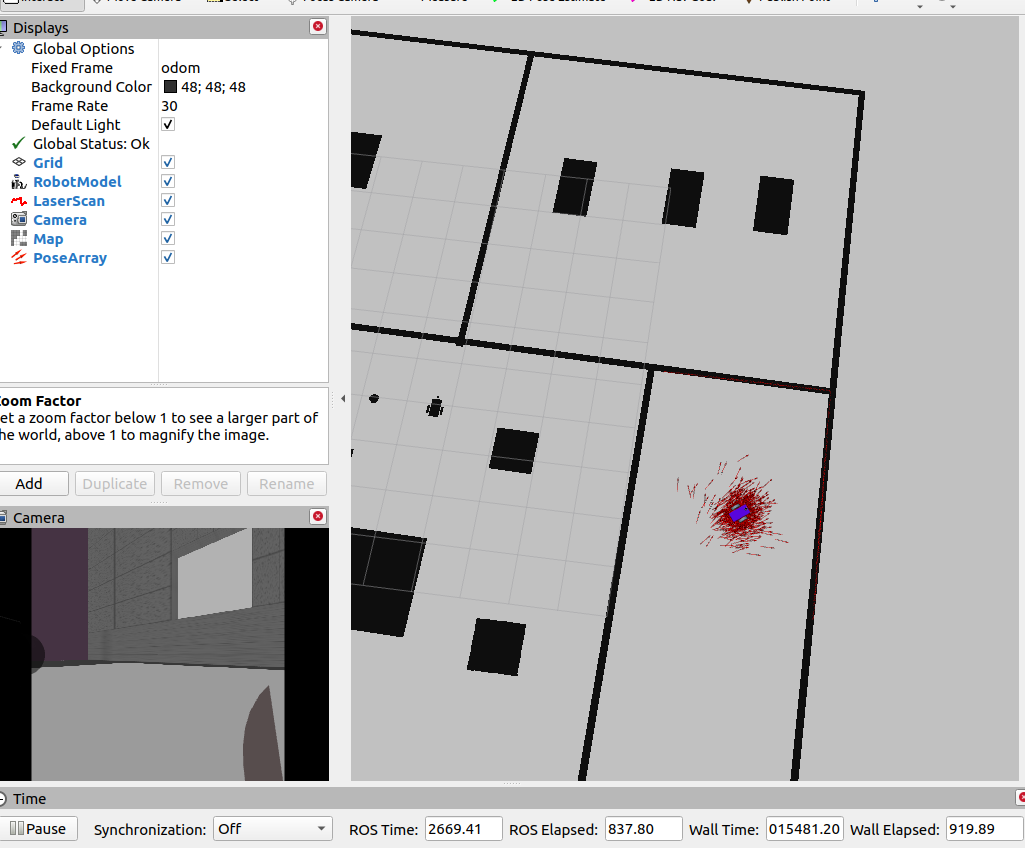 Displays
Global Options
Fixed Frame odom
Background Color 48; 48; 48
Frame Rate 30
Default Light
Global Status: Ok
Grid
RobotModel
LaserScan
Camera
Map
PoseArray
oom Factor
et a zoom factor below 1 to see a larger part of
he world, above 1 to magnify the image.
Add Duplicate Remove Rename
Camera
Time
Pause Synchronization: Off ROS Time: 2669.41 ROS Elapsed: 837.80 Wall Time: 015481.20 Wall Elapsed: 919.89